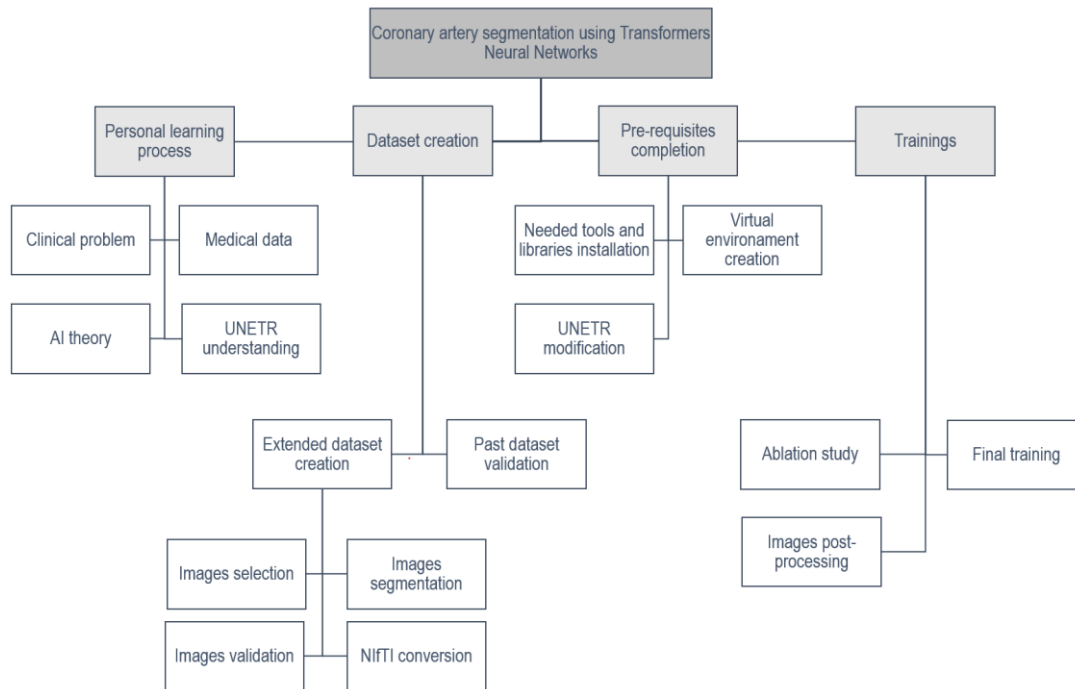 Coronary artery segmentation using Transformers
Neural Networks
Personal learning
process
Dataset creation
Pre-requisites
completion
Trainings
Clinical problem
Medical data
AI theory
UNETR
understanding
Needed tools and
libraries installation
Virtual
environament
creation
UNETR
modification
Extended dataset
creation
Past dataset
validation
Images selection
Images
segmentation
Images validation
NIfTI conversion
Ablation study
Final training
Images post-
processing